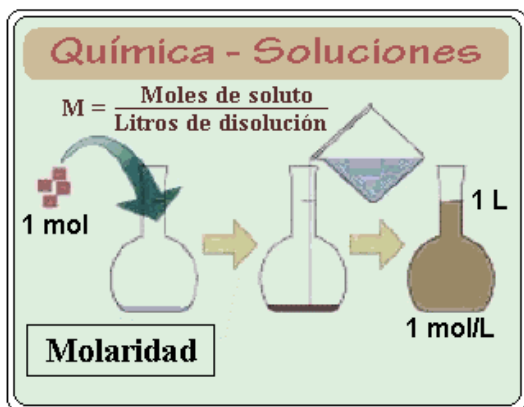 Química - Soluciones
M = Moles de soluto
Litros de disolución
1 mol
1 L
1 mol/L
Molaridad